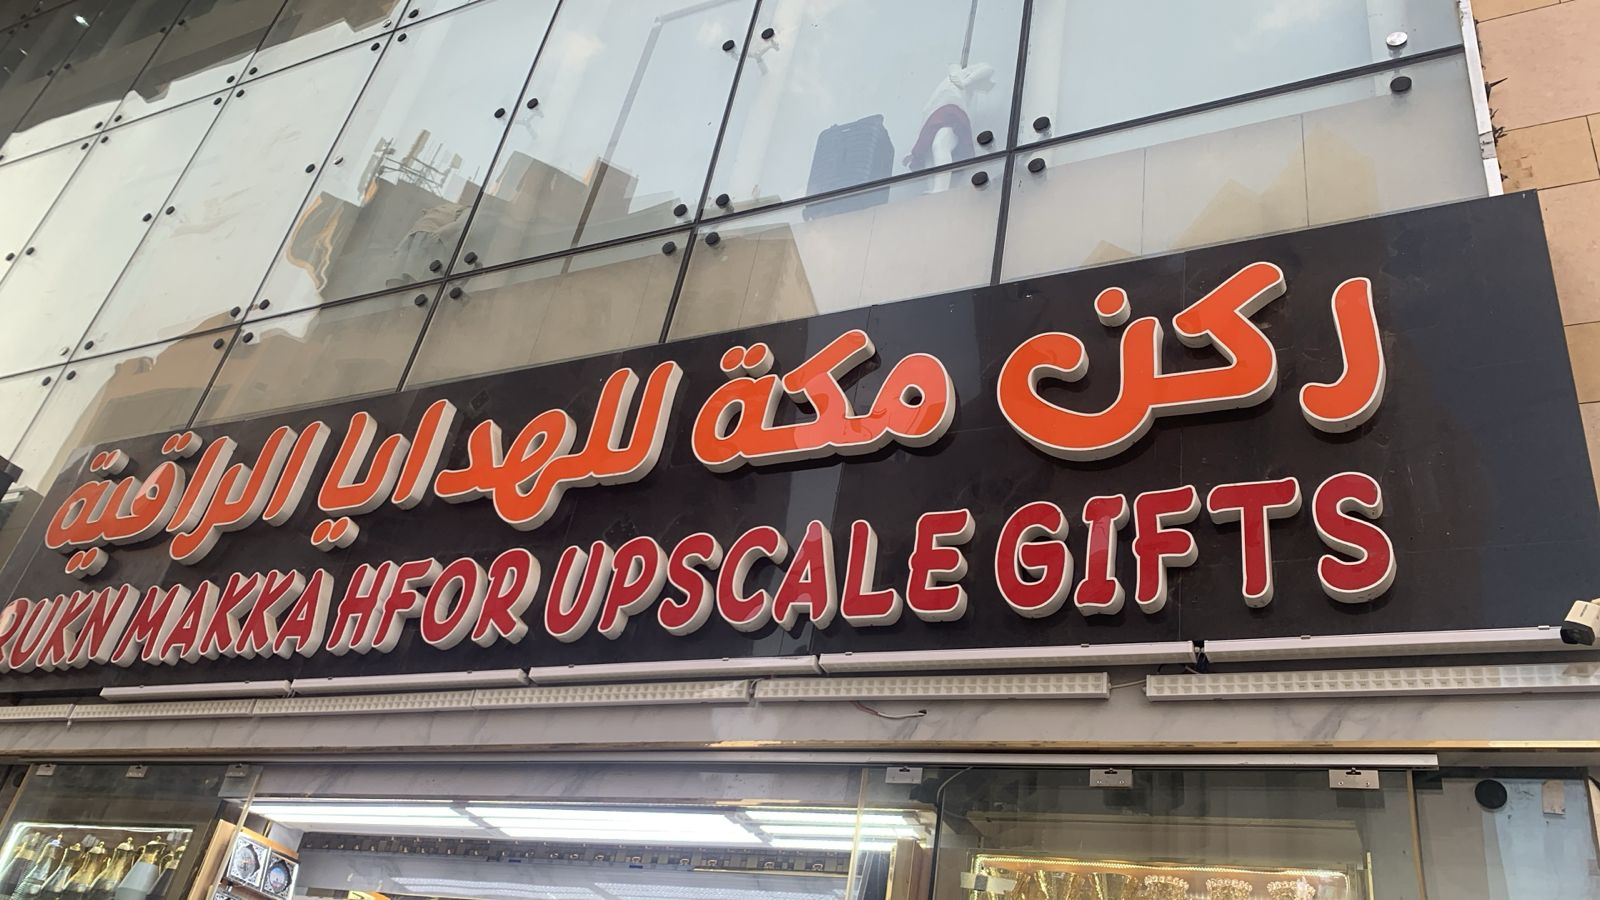 ركن مكة للهدايا الراقية
RUKN MAKKA HFOR UPSCALE GIFTS